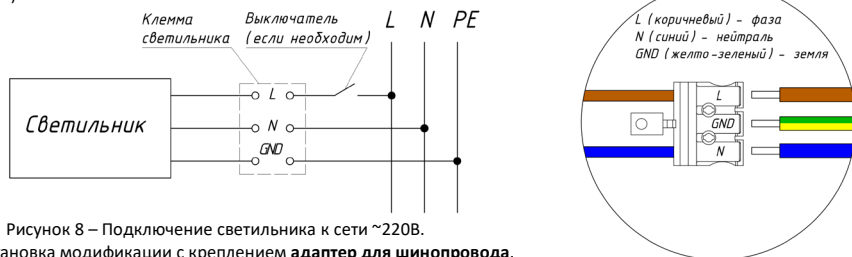 Клемма светильника
Выключатель (если необходим)
L N PE
L
Светильник
N
GND
L (коричневый) – фаза
N (синий) – нейтраль
GND (желто-зеленый) – земля
L
GND
N
Рисунок 8 – Подключение светильника к сети ~220В.
ановка модификации с креплением адаптер для шинопровода.